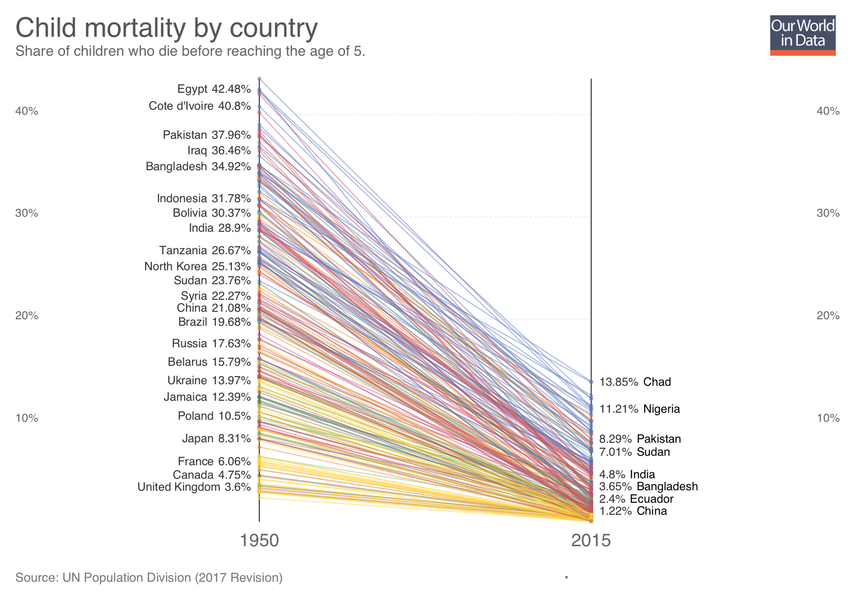 Child mortality by country
Share of children who die before reaching the age of 5.
Our World
in Data
Egypt 42.48%
Cote d'Ivoire 40.8%
40%
40%
Pakistan 37.96%
Iraq 36.46%
Bangladesh 34.92%
Indonesia 31.78%
Bolivia 30.37%
30%
30%
India 28.9%
Tanzania 26.67%
North Korea 25.13%
Sudan 23.76%
Syria 22.27%
China 21.08%
20%
20%
Brazil 19.68%
Russia 17.63%
Belarus 15.79%
Ukraine 13.97%
13.85% Chad
Jamaica 12.39%
11.21% Nigeria
Poland 10.5%
10%
10%
Japan 8.31%
8.29% Pakistan
7.01% Sudan
France 6.06%
Canada 4.75%
4.8% India
United Kingdom 3.6%
3.65% Bangladesh
2.4% Ecuador
1.22% China
1950
2015
Source: UN Population Division (2017 Revision)